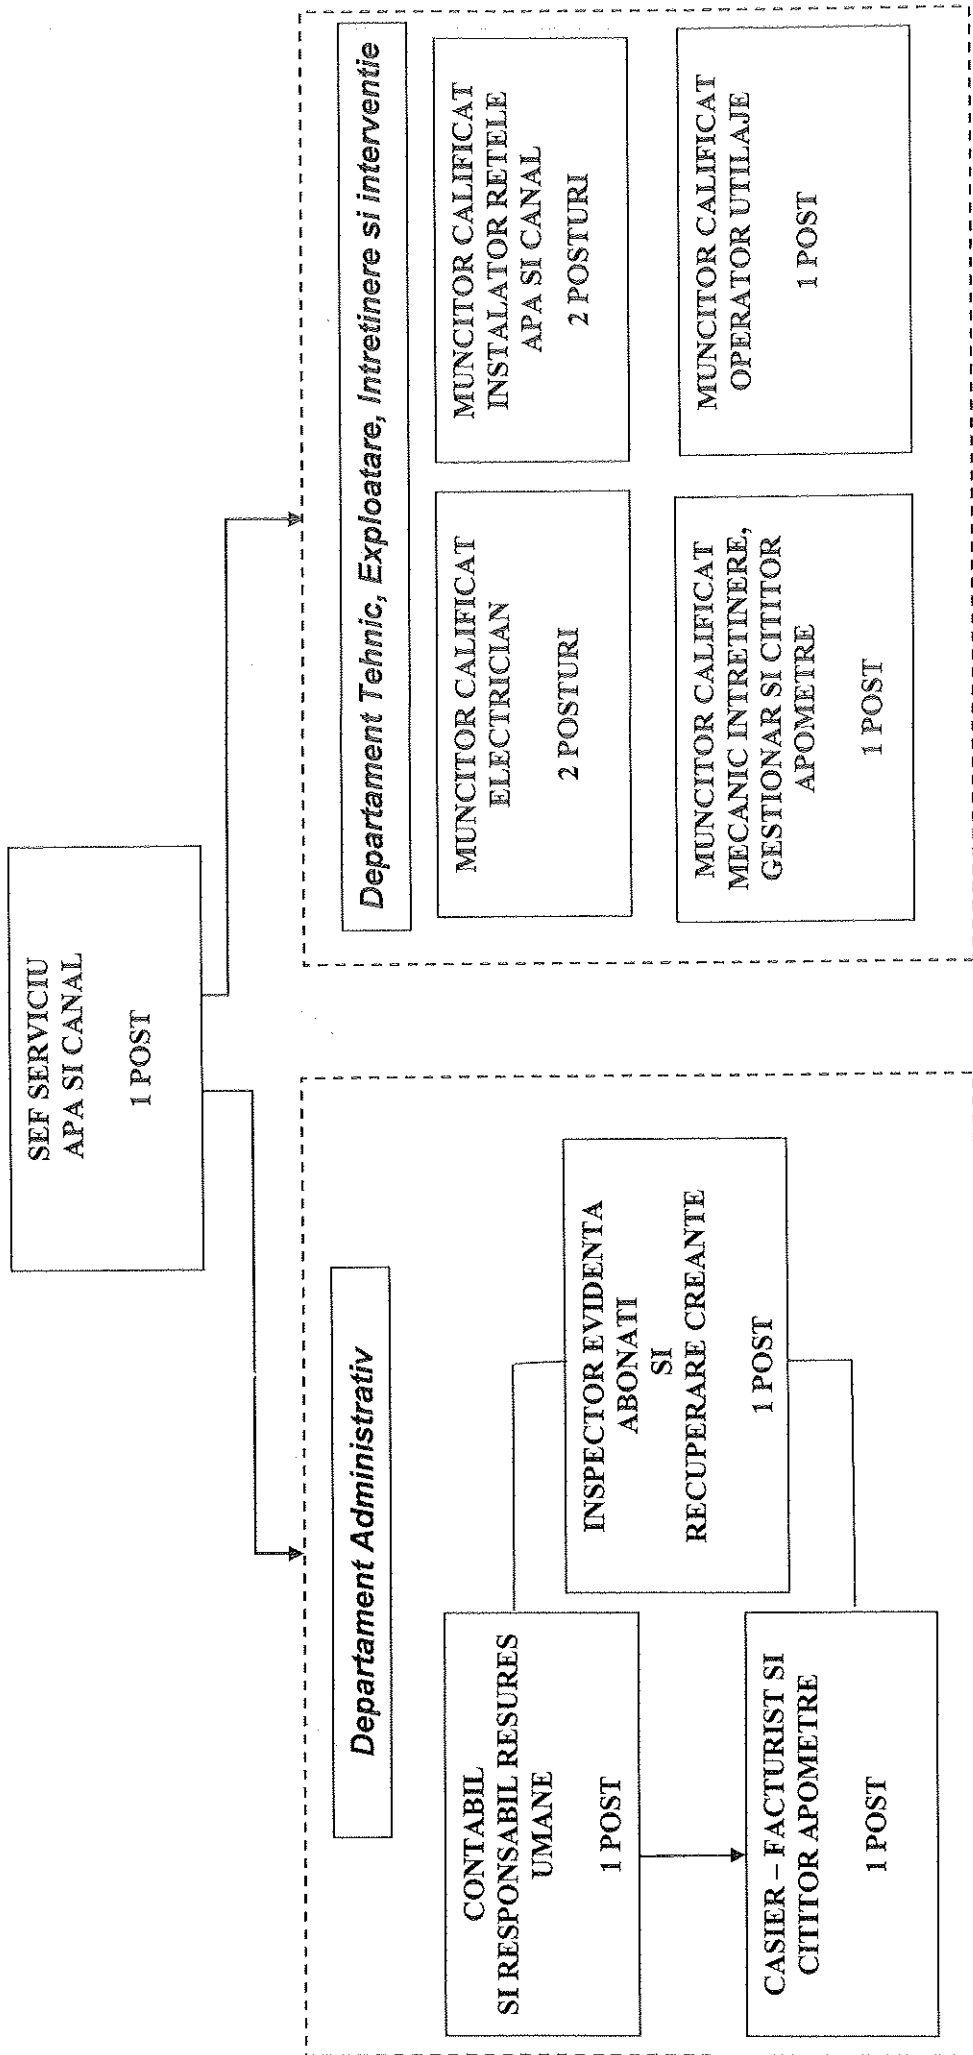 SEF SERVICIU
APA SI CANAL
1 POST
Departament Administrativ
CONTABIL
SI RESPONSABIL RESURES
UMANE
1 POST
INSPECTOR EVIDENTA
ABONATI
SI
RECUPERARE CREANTE
1 POST
CASIER – FACTURIST SI
CITITOR APOMETRE
1 POST
Departament Tehnic, Exploatare, Intretinere si interventie
MUNCITOR CALIFICAT
ELECTRICIAN
2 POSTURI
MUNCITOR CALIFICAT
INSTALATOR RETELE
APA SI CANAL
2 POSTURI
MUNCITOR CALIFICAT
MECANIC INTRETINERE,
GESTIONAR SI CITITOR
APOMETRE
1 POST
MUNCITOR CALIFICAT
OPERATOR UTILAJE
1 POST